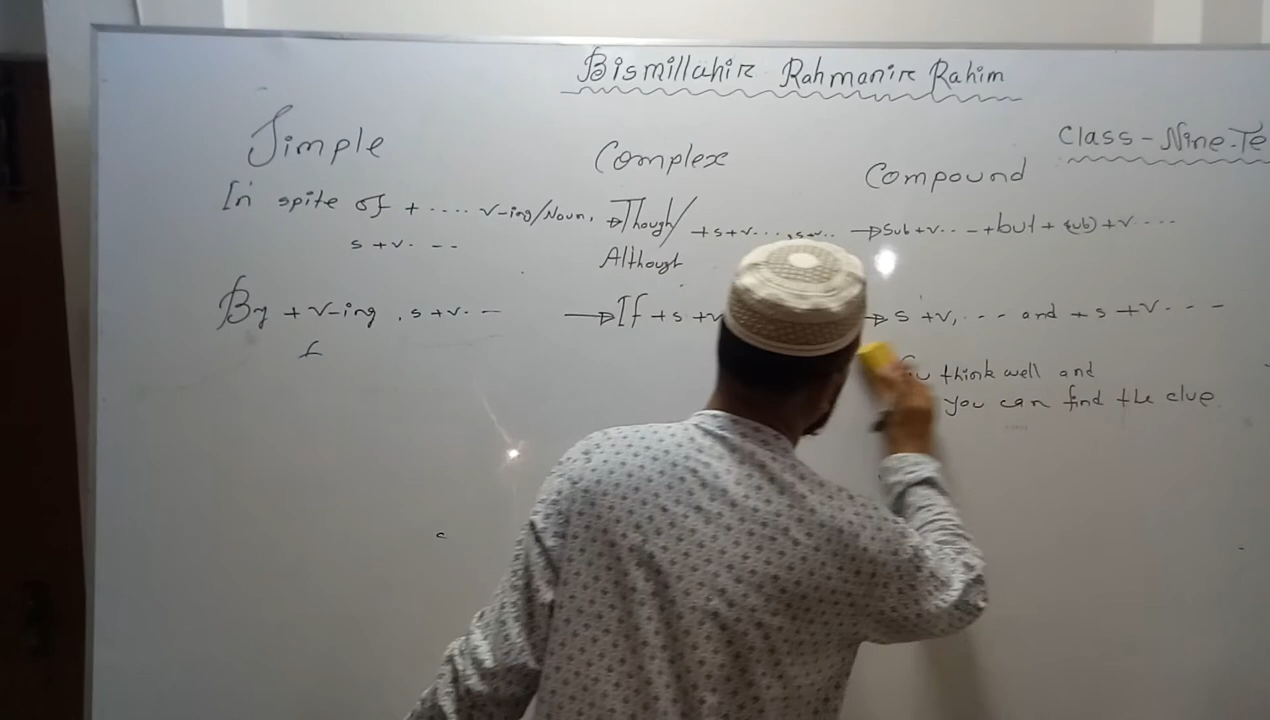 Bismillahir Rahmanir Rahim
Class - Nine-Te
Simple
Complex
Compound
In spite of + .... v-ing/Noun, s + v. ...
Though/Although + s+v. ..., s+v...
Sub + v... + but + sub) + v ...
By + v-ing, s + v. ...
If + s + v
s + v, ... and + s + v. ...
think well and
you can find the clue.